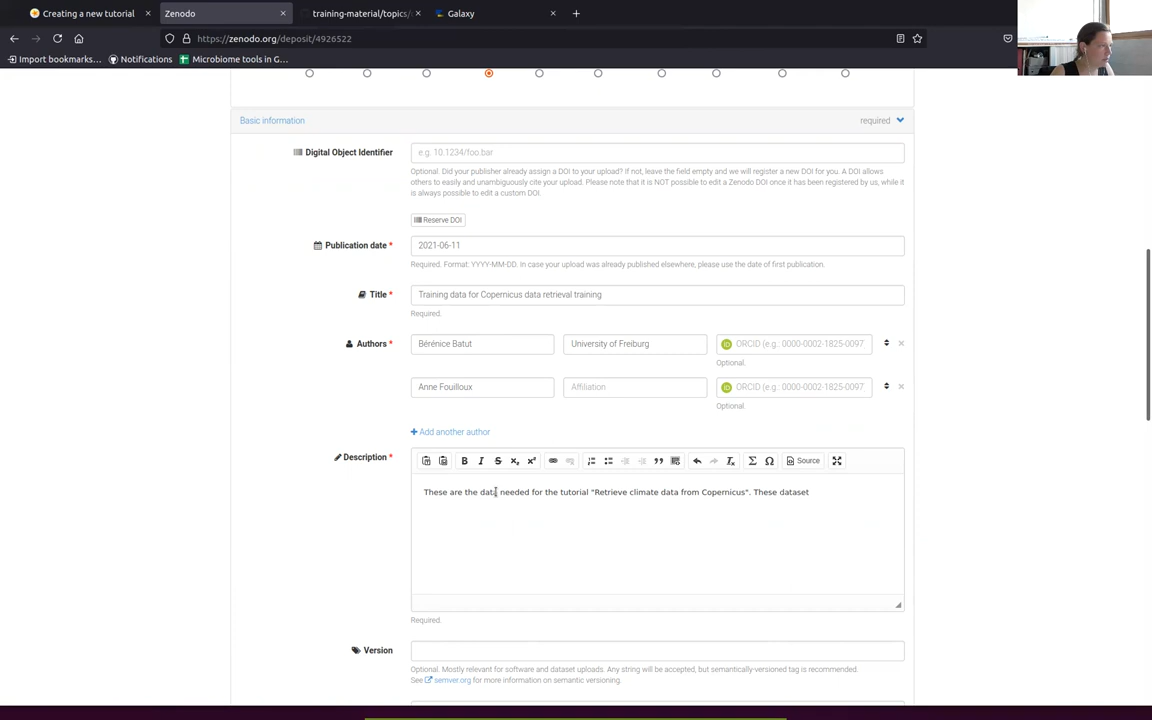 Creating a new tutorial
Zenodo
training-material/topics/
Galaxy
https://zenodo.org/deposit/4926522
Import bookmarks...
Notifications
Microbiome tools in G...
Basic information
required
Digital Object Identifier
e.g. 10.1234/foo.bar
Optional. Did your publisher already assign a DOI to your upload? If not, leave the field empty and we will register a new DOI for you. A DOI allows
others to easily and unambiguously cite your upload. Please note that it is NOT possible to edit a Zenodo DOI once it has been registered by us, while it
is always possible to edit a custom DOI.
Reserve DOI
Publication date *
2021-06-11
Required. Format: YYYY-MM-DD. In case your upload was already published elsewhere, please use the date of first publication.
Title *
Training data for Copernicus data retrieval training
Required.
Authors *
Bérénice Batut
University of Freiburg
ORCID (e.g.: 0000-0002-1825-0097
Optional.
Anne Fouilloux
Affiliation
ORCID (e.g.: 0000-0002-1825-0097
Optional.
Add another author
Description *
Source
These are the data needed for the tutorial "Retrieve climate data from Copernicus". These dataset
Required.
Version
Optional. Mostly relevant for software and dataset uploads. Any string will be accepted, but semantically-versioned tag is recommended.
See semver.org for more information on semantic versioning.